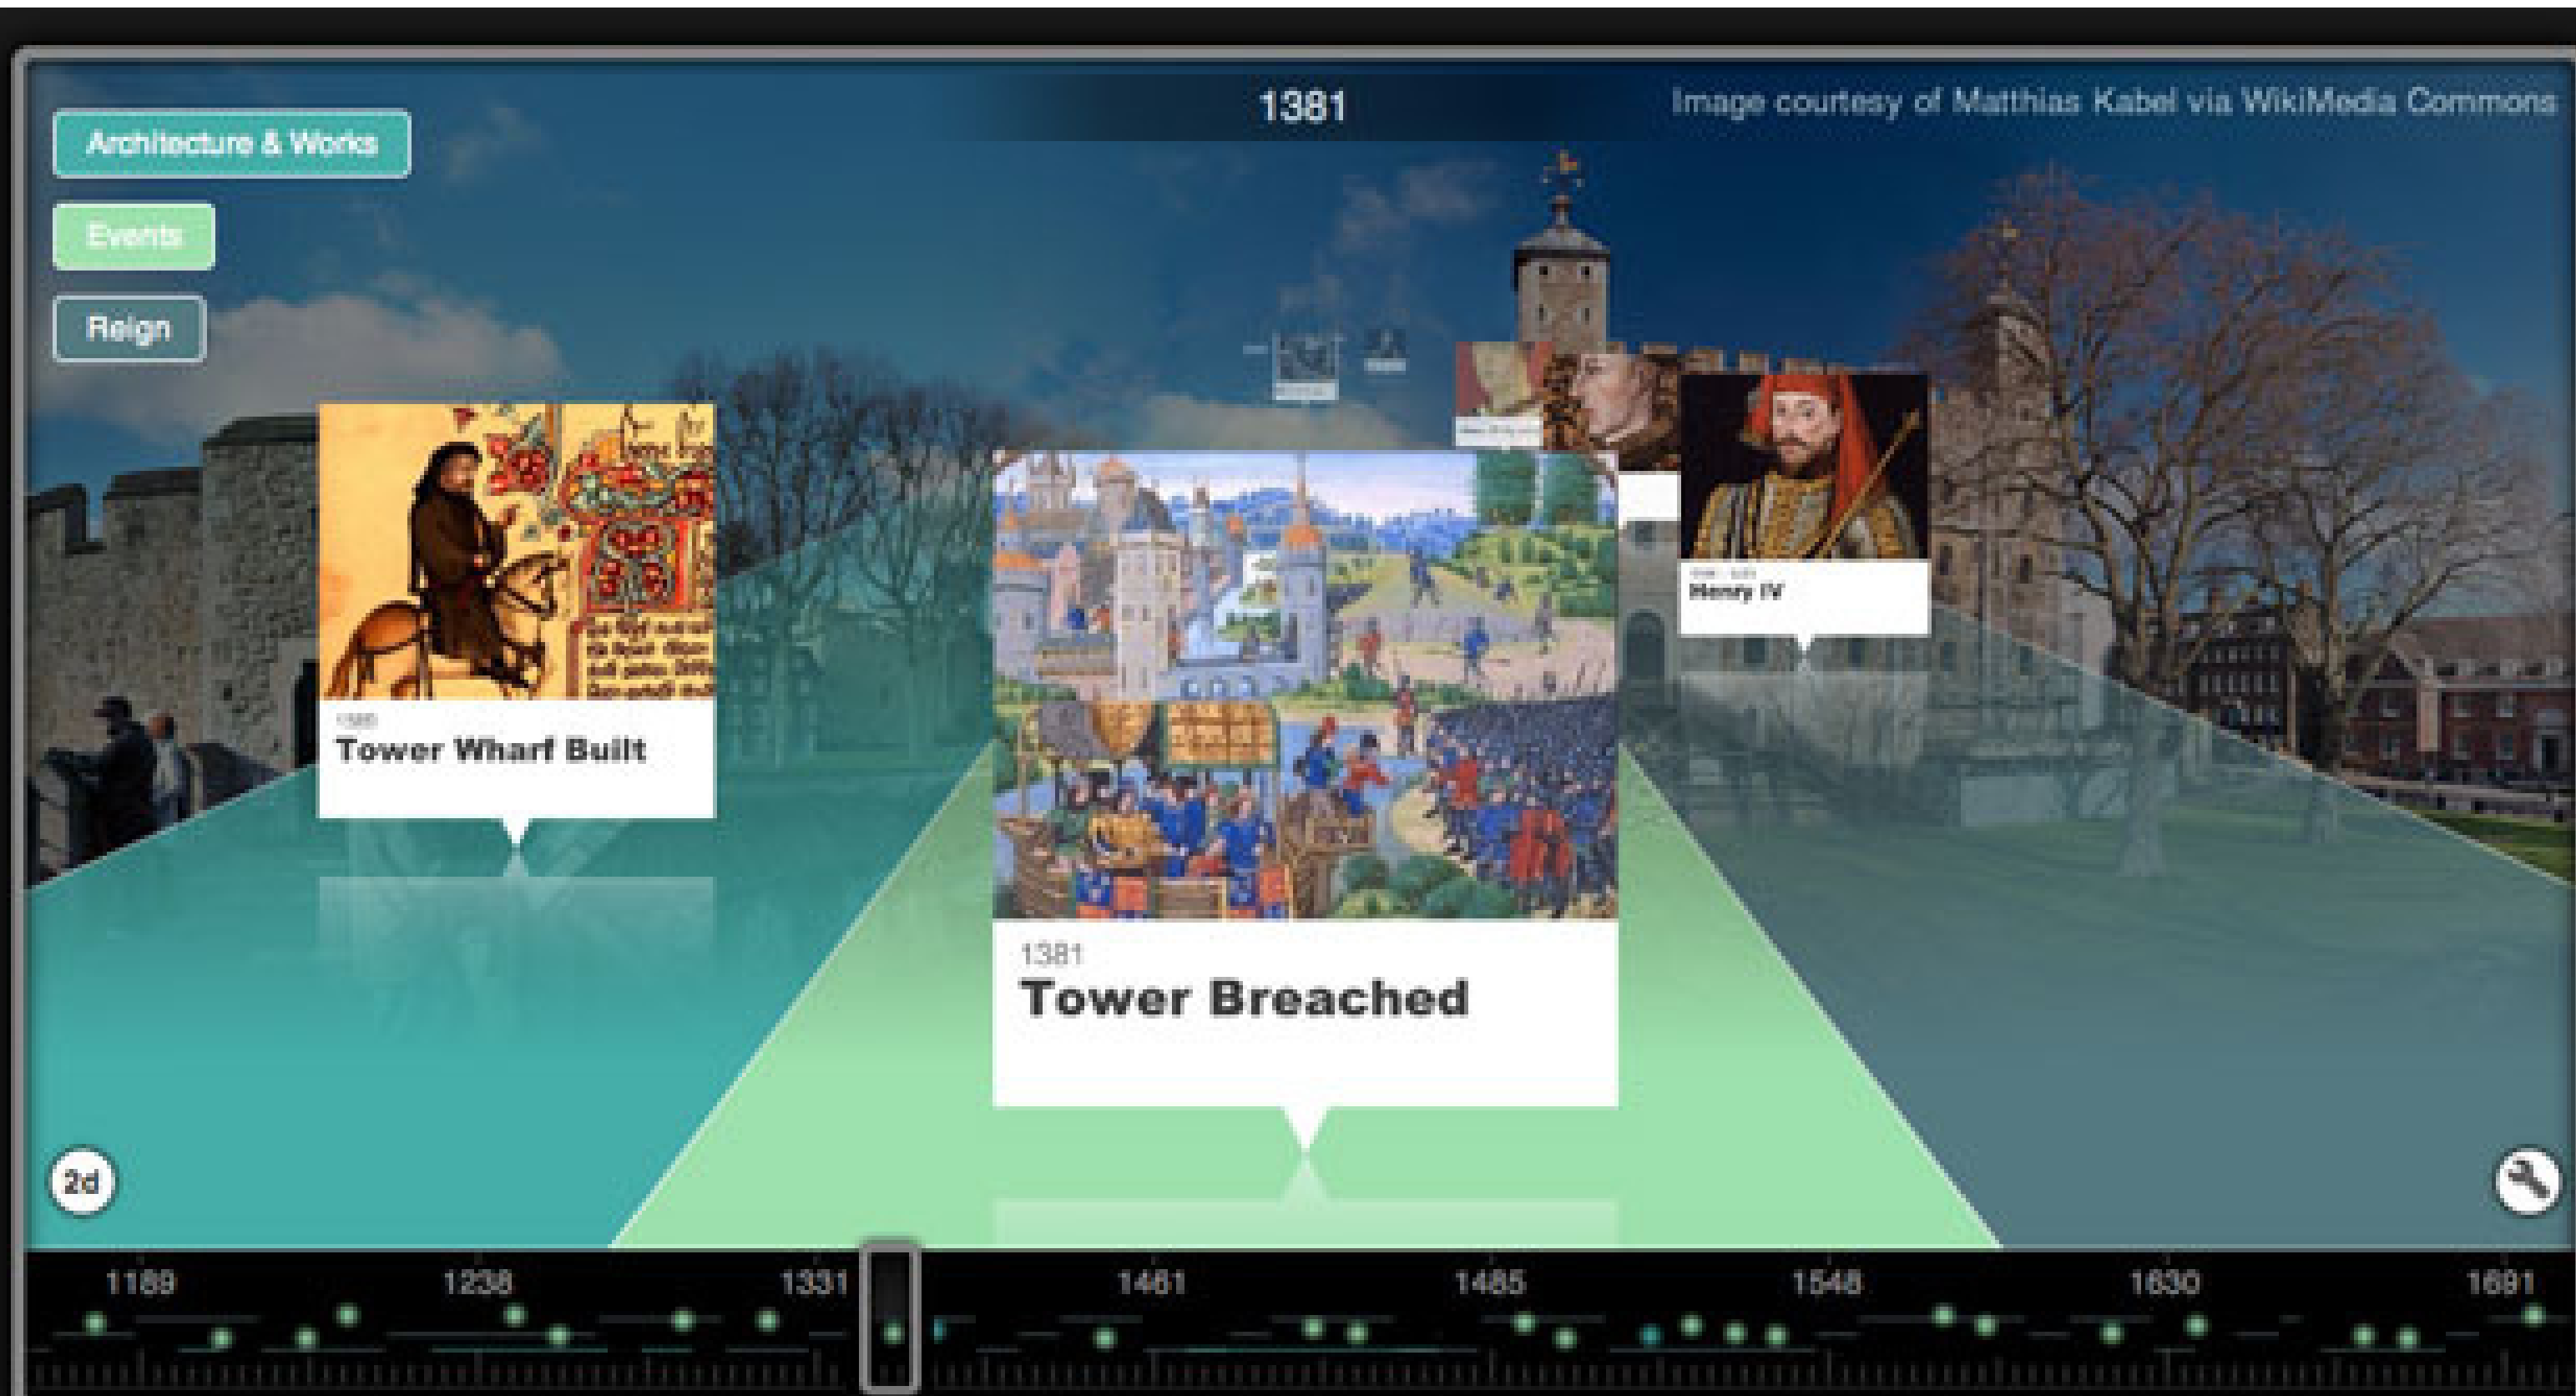 1381
Image courtesy of Matthias Kabel via WikiMedia Commons
Architecture & Works
Events
Reign
Henry IV
Tower Wharf Built
1381
Tower Breached
2d
1189 1238 1331 1461 1485 1548 1630 1691